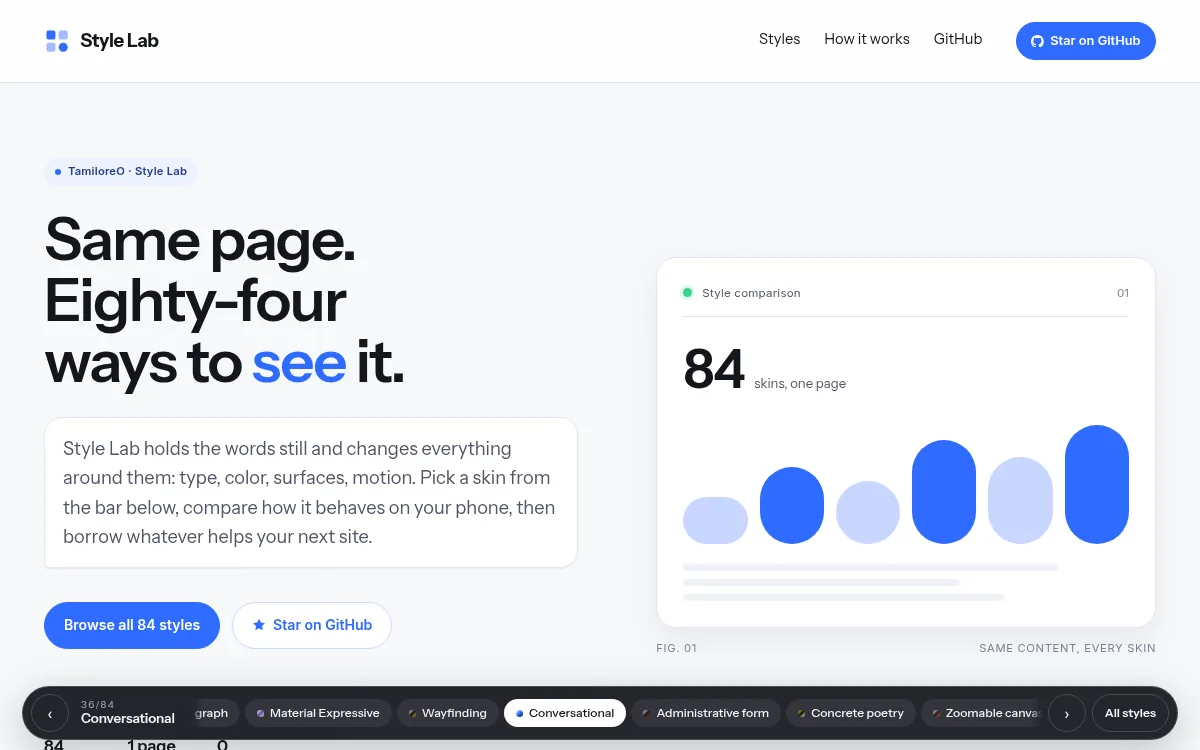 Style Lab
Styles
How it works
GitHub
Star on GitHub
TamiloreO · Style Lab
Same page.
Eighty-four
ways to see it.
Style Lab holds the words still and changes everything
around them: type, color, surfaces, motion. Pick a skin from
the bar below, compare how it behaves on your phone, then
borrow whatever helps your next site.
Browse all 84 styles
Star on GitHub
Style comparison
01
84 skins, one page
FIG. 01
SAME CONTENT, EVERY SKIN
36/84
Conversational
graph
Material Expressive
Wayfinding
Conversational
Administrative form
Concrete poetry
Zoomable canvas
All styles
84
1 page
0